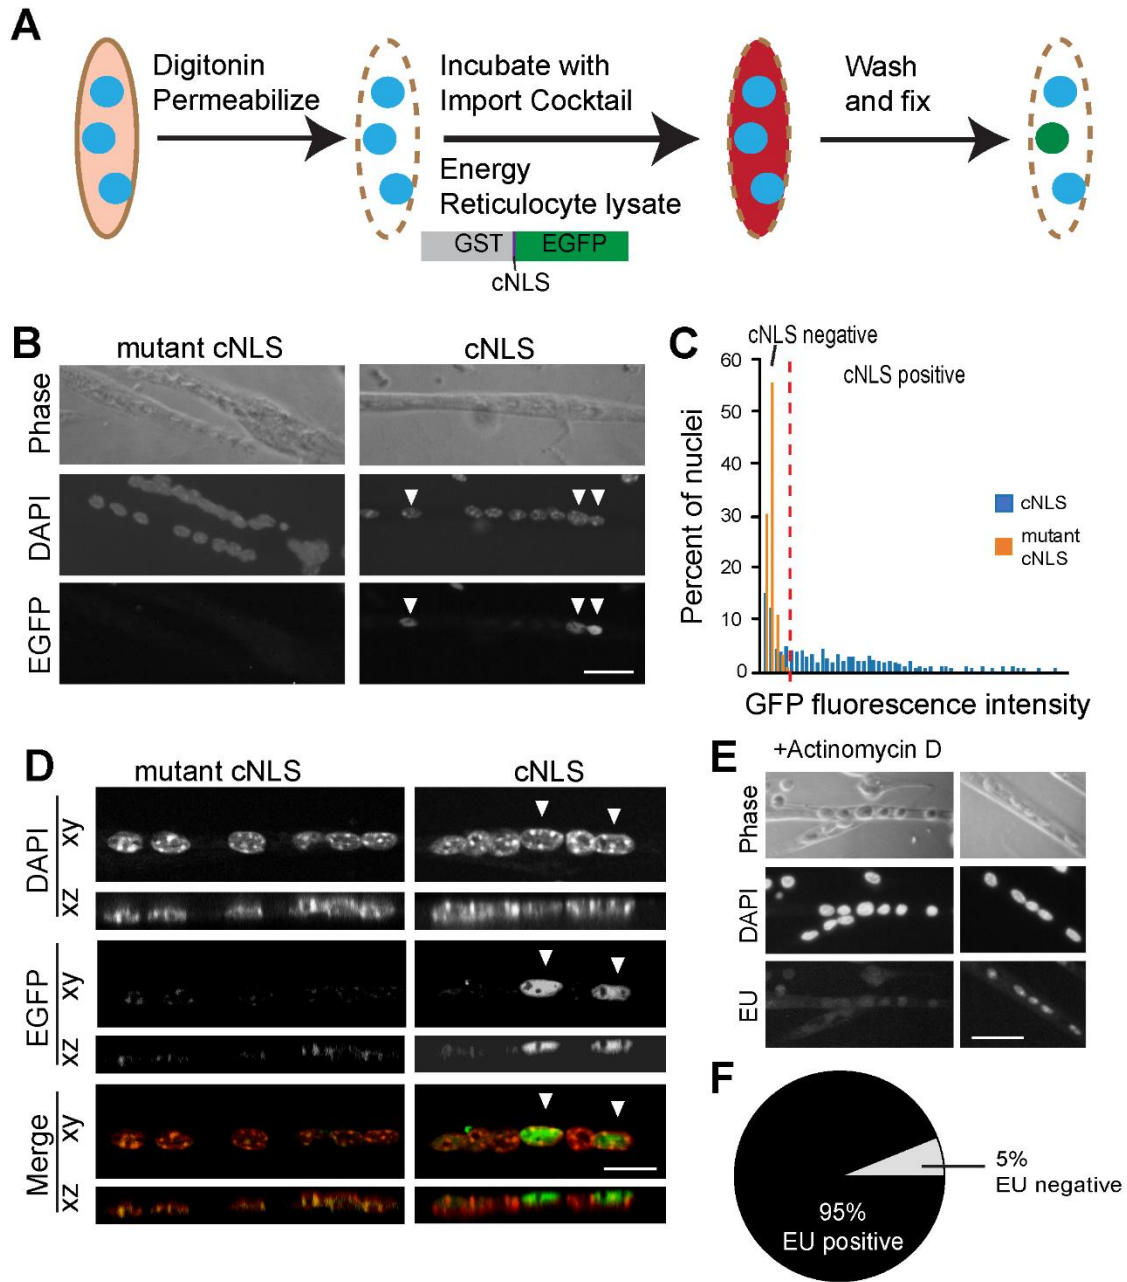 A
Digitonin
Permeabilize
Incubate with
Import Cocktail
Energy
Reticulocyte lysate
GST
EGFP
cNLS
Wash
and fix
B
mutant cNLS
cNLS
Phase
DAPI
EGFP
C
cNLS negative
cNLS positive
60
50
40
30
20
10
0
Percent of nuclei
GFP fluorescence intensity
cNLS
mutant
cNLS
D
mutant cNLS
cNLS
DAPI
xy
xz
EGFP
xy
xz
Merge
xy
xz
E
+Actinomycin D
Phase
DAPI
EU
F
5%
EU negative
95%
EU positive